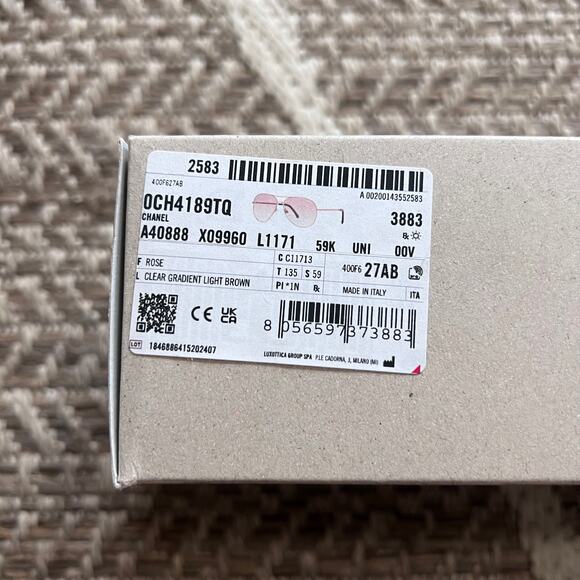 2583
A 00200143552583
400F627AB
0CH4189TQ
CHANEL
3883
℞
A40888 X09960 L1171 59K UNI 00V
F ROSE
C C11713
L CLEAR GRADIENT LIGHT BROWN
T 135 S 59
400F6 27AB
PI *1N ℞
MADE IN ITALY
ITA
CE UK CA
8 056597 373883
LOT 1846886415202407
LUXOTTICA GROUP SPA P.LE CADORNA, 3, MILANO (MI)